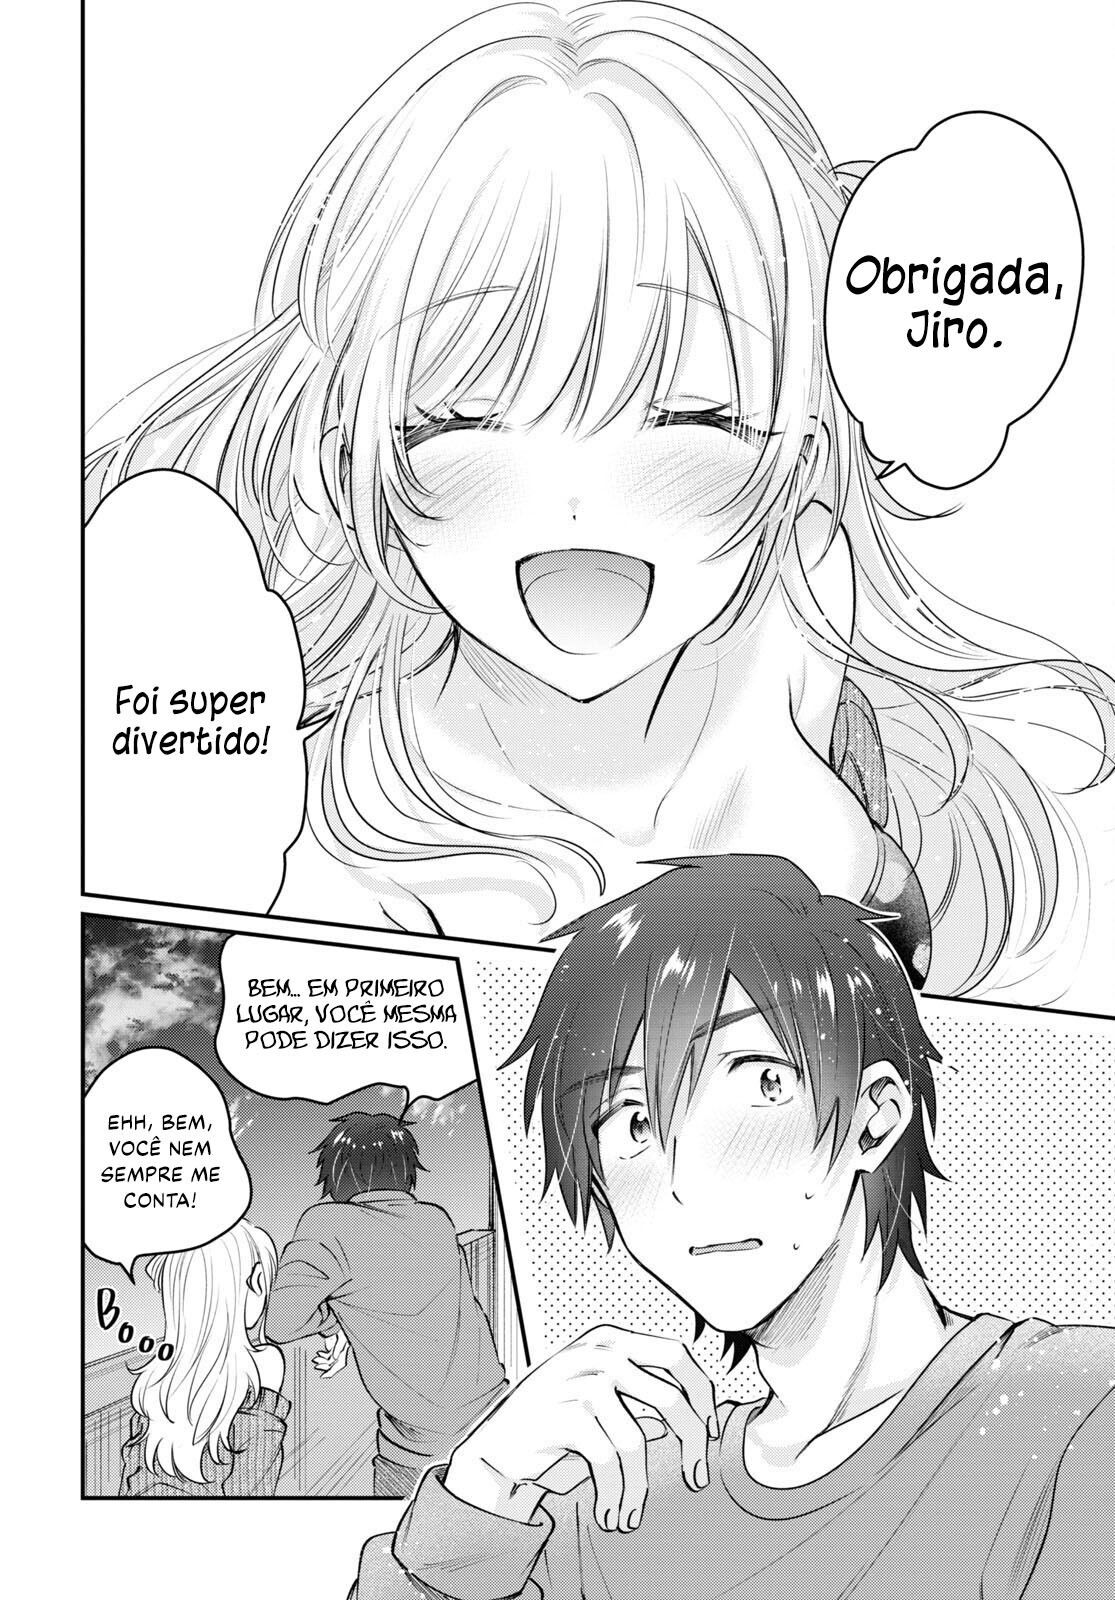 Obrigada,
Jiro.
Foi super
divertido!
BEM... EM PRIMEIRO
LUGAR, VOCÊ MESMA
PODE DIZER ISSO.
EHH, BEM,
VOCÊ NEM
SEMPRE ME
CONTA!
Booo